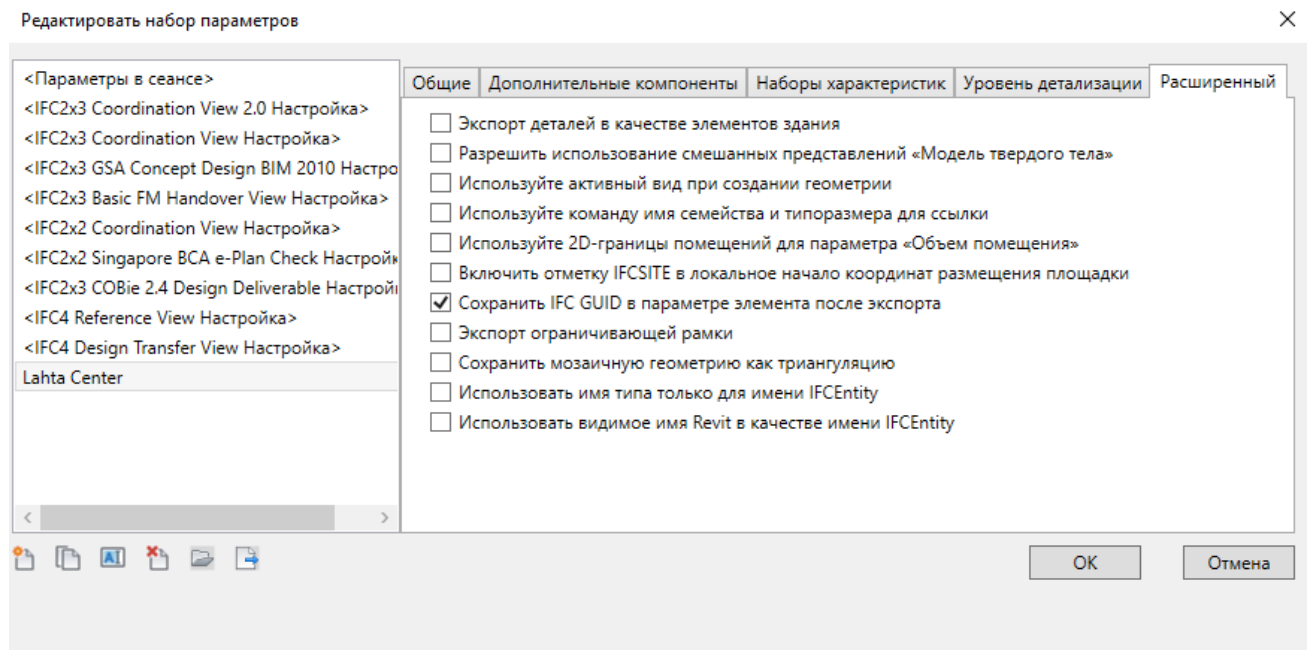 Редактировать набор параметров
<Параметры в сеансе>
<IFC2x3 Coordination View 2.0 Настройка>
<IFC2x3 Coordination View Настройка>
<IFC2x3 GSA Concept Design BIM 2010 Настро
<IFC2x3 Basic FM Handover View Настройка>
<IFC2x2 Coordination View Настройка>
<IFC2x2 Singapore BCA e-Plan Check Настройк
<IFC2x3 COBie 2.4 Design Deliverable Настрой
<IFC4 Reference View Настройка>
<IFC4 Design Transfer View Настройка>
Lahta Center
Общие Дополнительные компоненты Наборы характеристик Уровень детализации Расширенный
Экспорт деталей в качестве элементов здания
Разрешить использование смешанных представлений «Модель твердого тела»
Используйте активный вид при создании геометрии
Используйте команду имя семейства и типоразмера для ссылки
Используйте 2D-границы помещений для параметра «Объем помещения»
Включить отметку IFCSITE в локальное начало координат размещения площадки
Сохранить IFC GUID в параметре элемента после экспорта
Экспорт ограничивающей рамки
Сохранить мозаичную геометрию как триангуляцию
Использовать имя типа только для имени IFCEntity
Использовать видимое имя Revit в качестве имени IFCEntity
OK Отмена